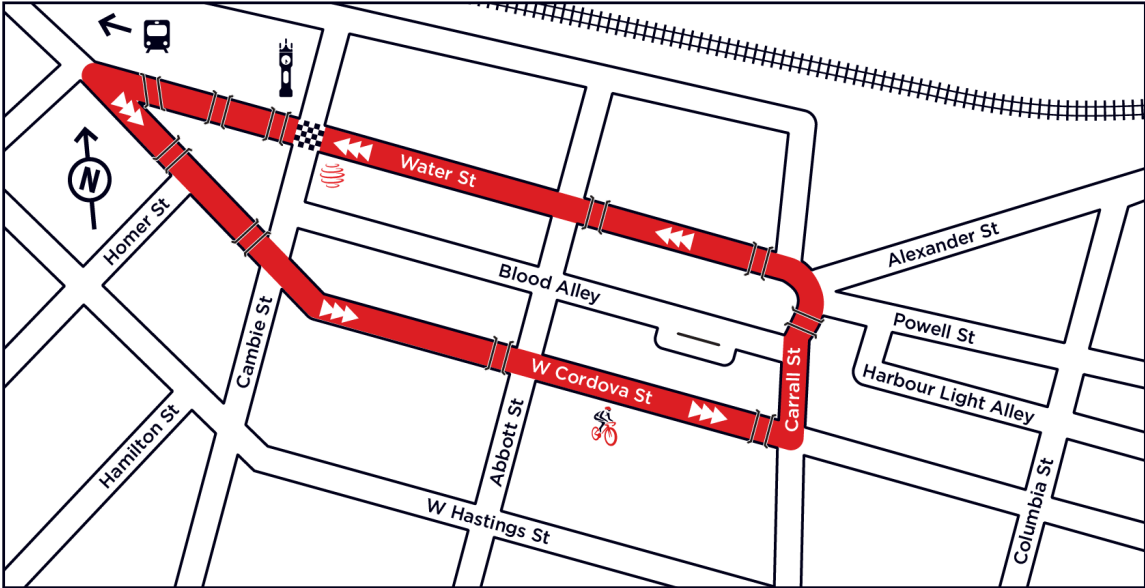 N
Water St
Alexander St
Homer St
Blood Alley
Powell St
Cambie St
W Cordova St
Carrall St
Harbour Light Alley
Hamilton St
Abbott St
W Hastings St
Columbia St